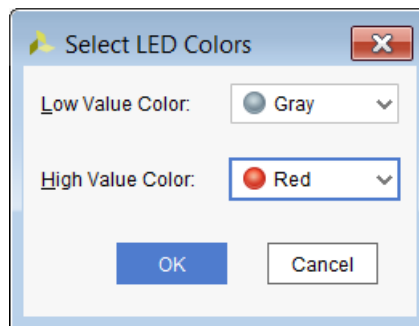 Select LED Colors
Low Value Color: Gray
High Value Color: Red
OK Cancel